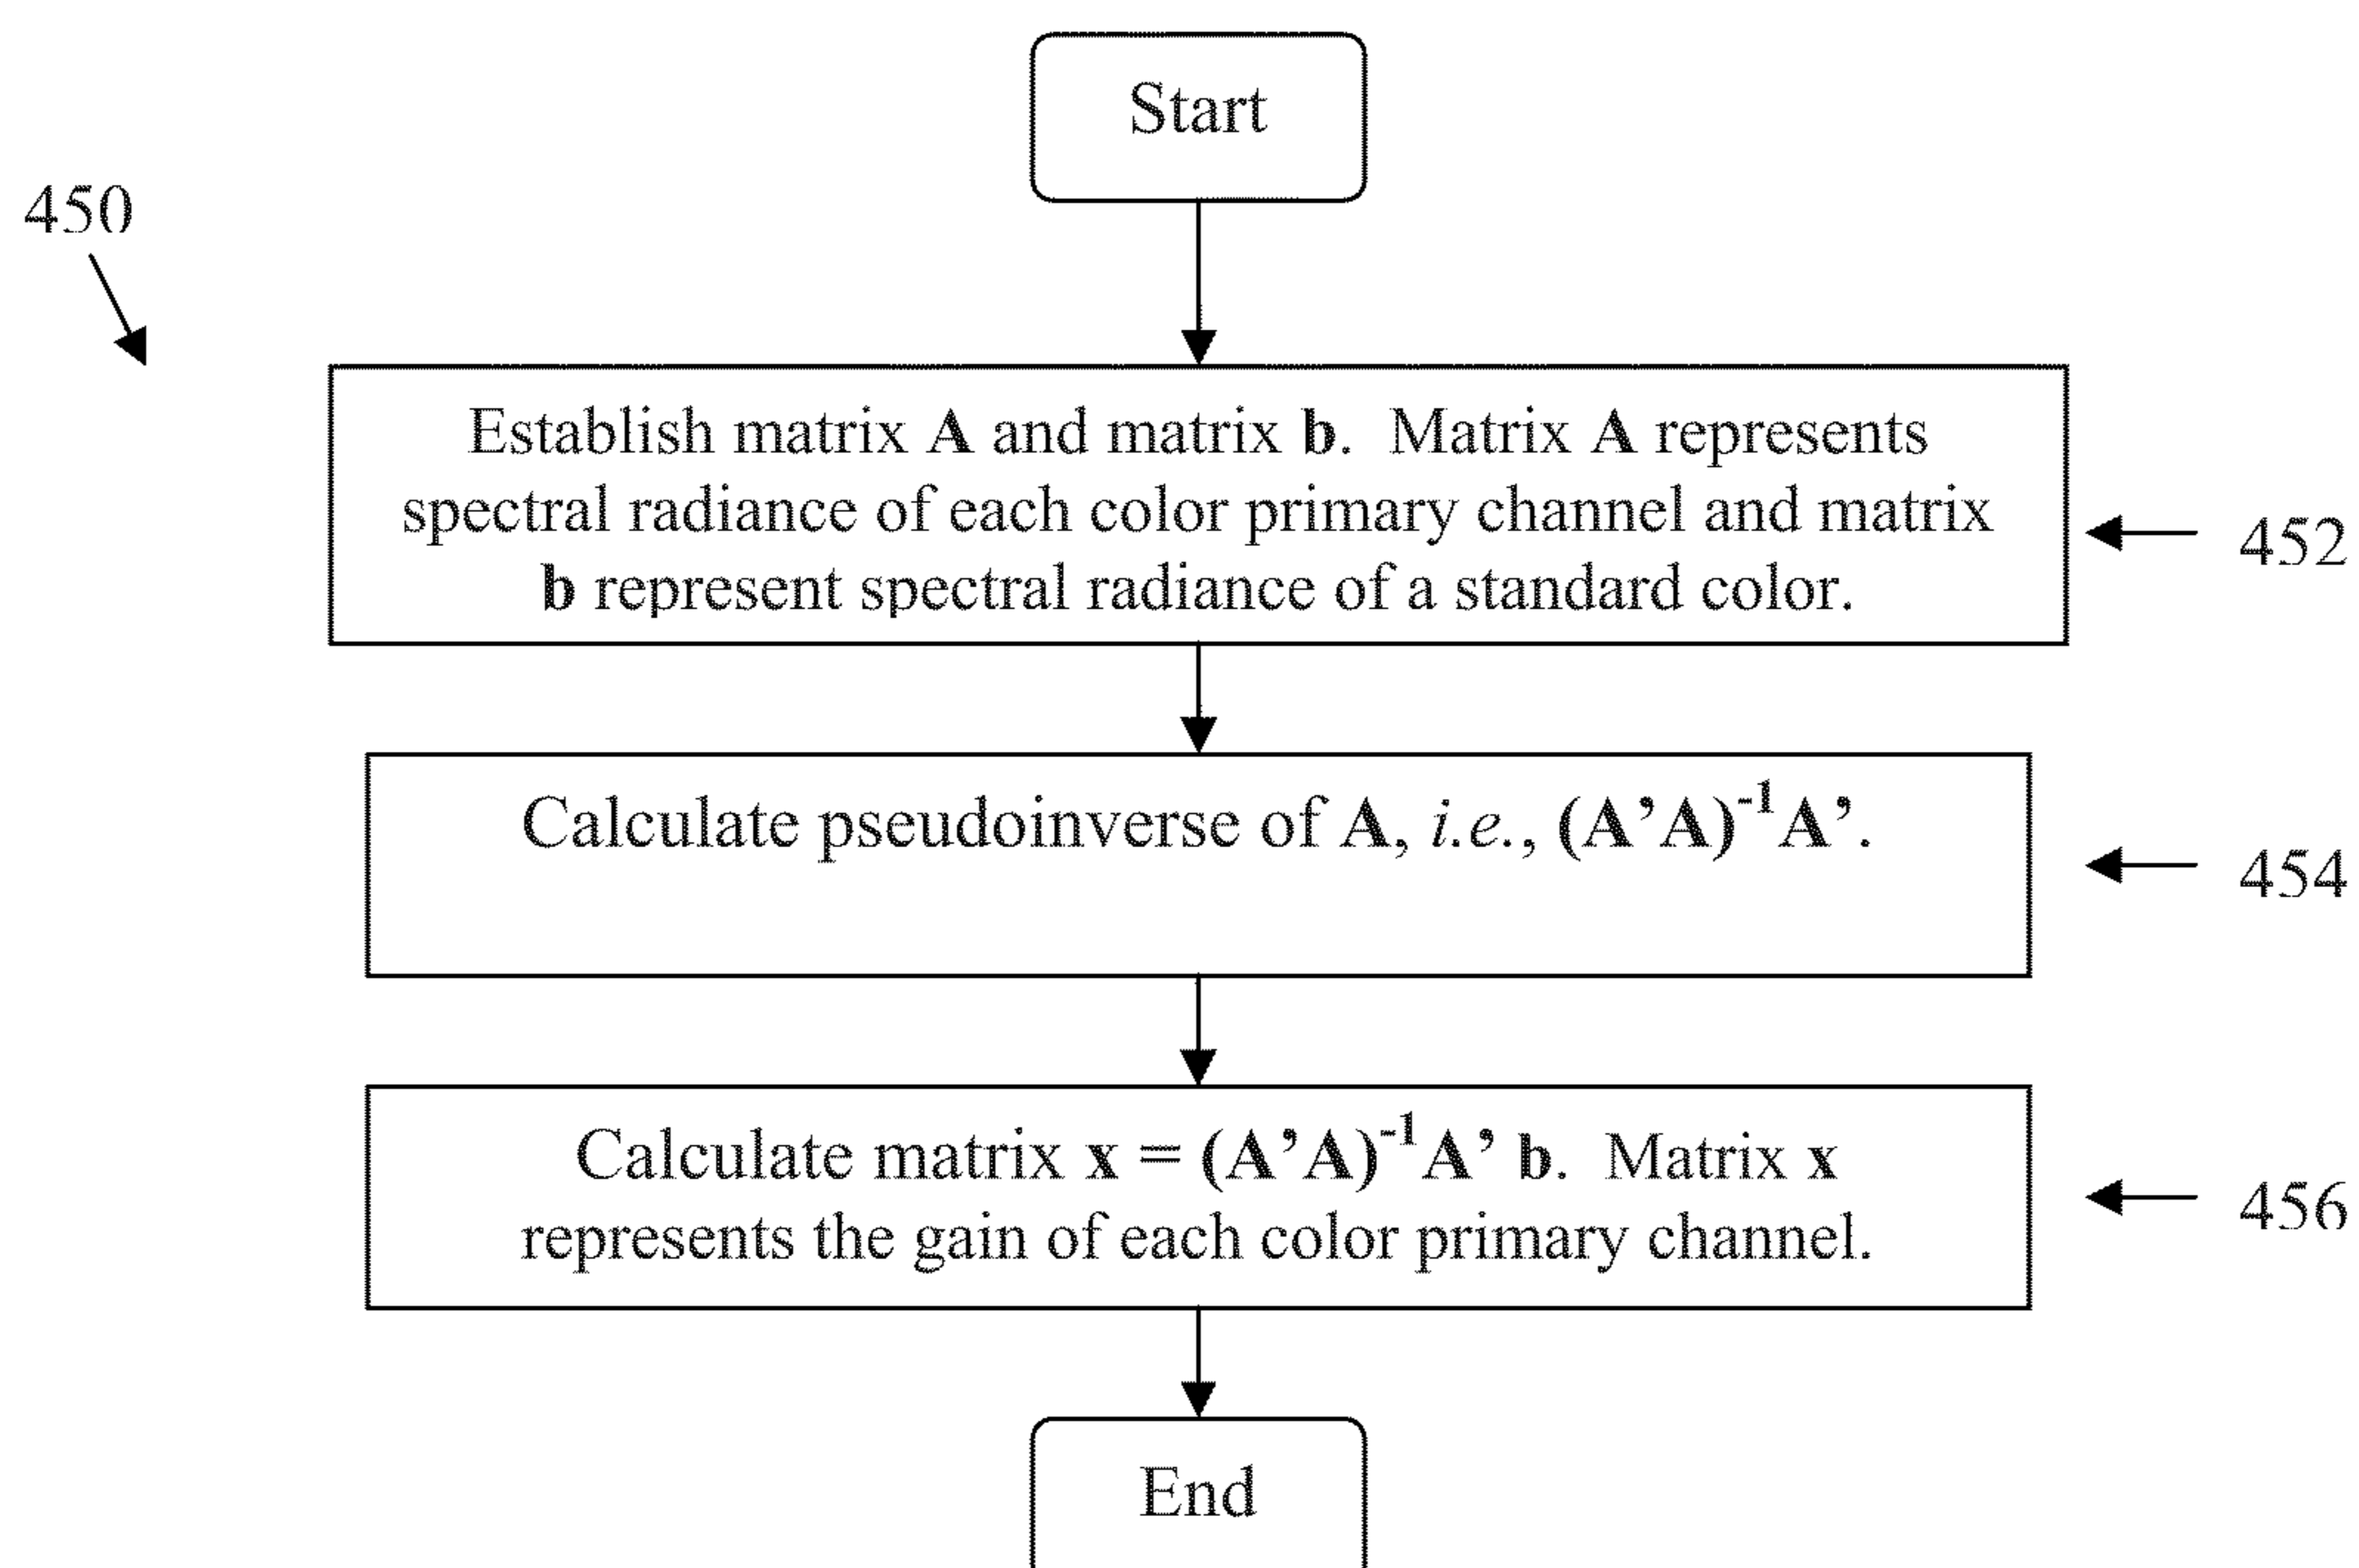 Start
450
Establish matrix A and matrix b. Matrix A represents
spectral radiance of each color primary channel and matrix
b represent spectral radiance of a standard color.
452
Calculate pseudoinverse of A, i.e., (A’A)⁻¹A’.
454
Calculate matrix x = (A’A)⁻¹A’ b. Matrix x
represents the gain of each color primary channel.
456
End